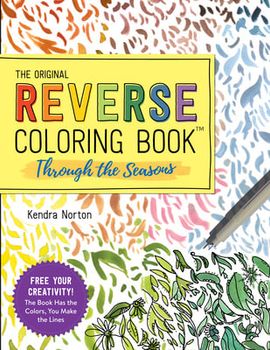 THE ORIGINAL
REVERSE
COLORING BOOK™
Through the Seasons
Kendra Norton
FREE YOUR
CREATIVITY!
The Book Has the
Colors, You Make
the Lines